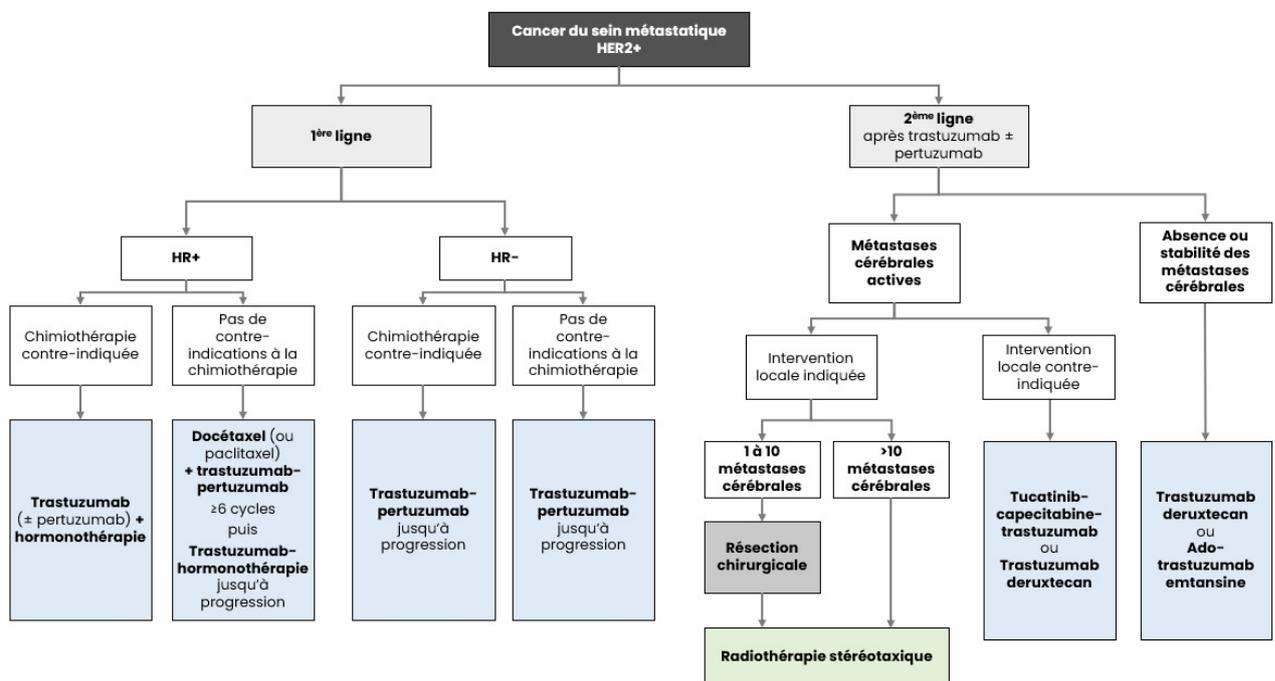 Cancer du sein métastatique
HER2+
1ère ligne
2ème ligne
après trastuzumab ±
pertuzumab
HR+
HR-
Métastases
cérébrales
actives
Absence ou
stabilité des
métastases
cérébrales
Chimiothérapie
contre-indiquée
Pas de
contre-
indications à la
chimiothérapie
Chimiothérapie
contre-indiquée
Pas de
contre-
indications à la
chimiothérapie
Intervention
locale indiquée
Intervention
locale contre-
indiquée
Trastuzumab
(± pertuzumab) +
hormonothérapie
Docétaxel (ou
paclitaxel)
+ trastuzumab-
pertuzumab
≥6 cycles
puis
Trastuzumab-
hormonothérapie
jusqu'à
progression
Trastuzumab-
pertuzumab
jusqu'à
progression
Trastuzumab-
pertuzumab
jusqu'à
progression
1 à 10
métastases
cérébrales
>10
métastases
cérébrales
Résection
chirurgicale
Radiothérapie stéréotaxique
Tucatinib-
capecitabine-
trastuzumab
ou
Trastuzumab
deruxtecan
Trastuzumab
deruxtecan
ou
Ado-
trastuzumab
emtansine